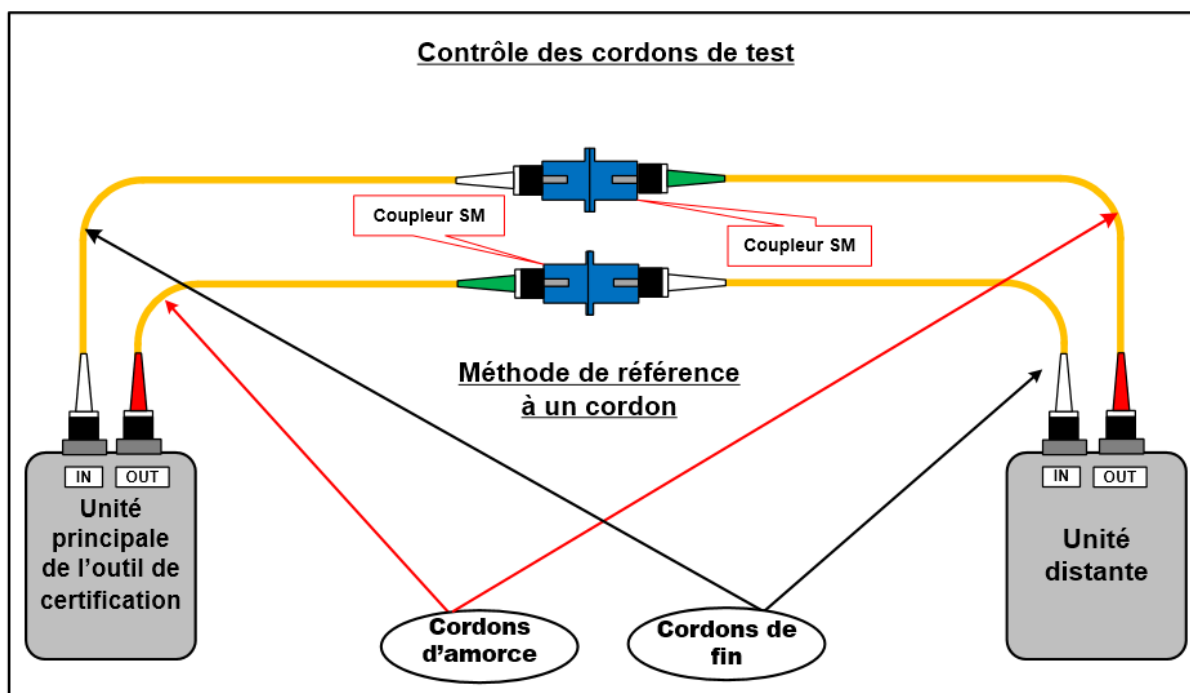 Contrôle des cordons de test
Coupleur SM
Coupleur SM
Méthode de référence
à un cordon
IN
OUT
Unité
principale
de l'outil de
certification
IN
OUT
Unité
distante
Cordons
d'amorce
Cordons de
fin